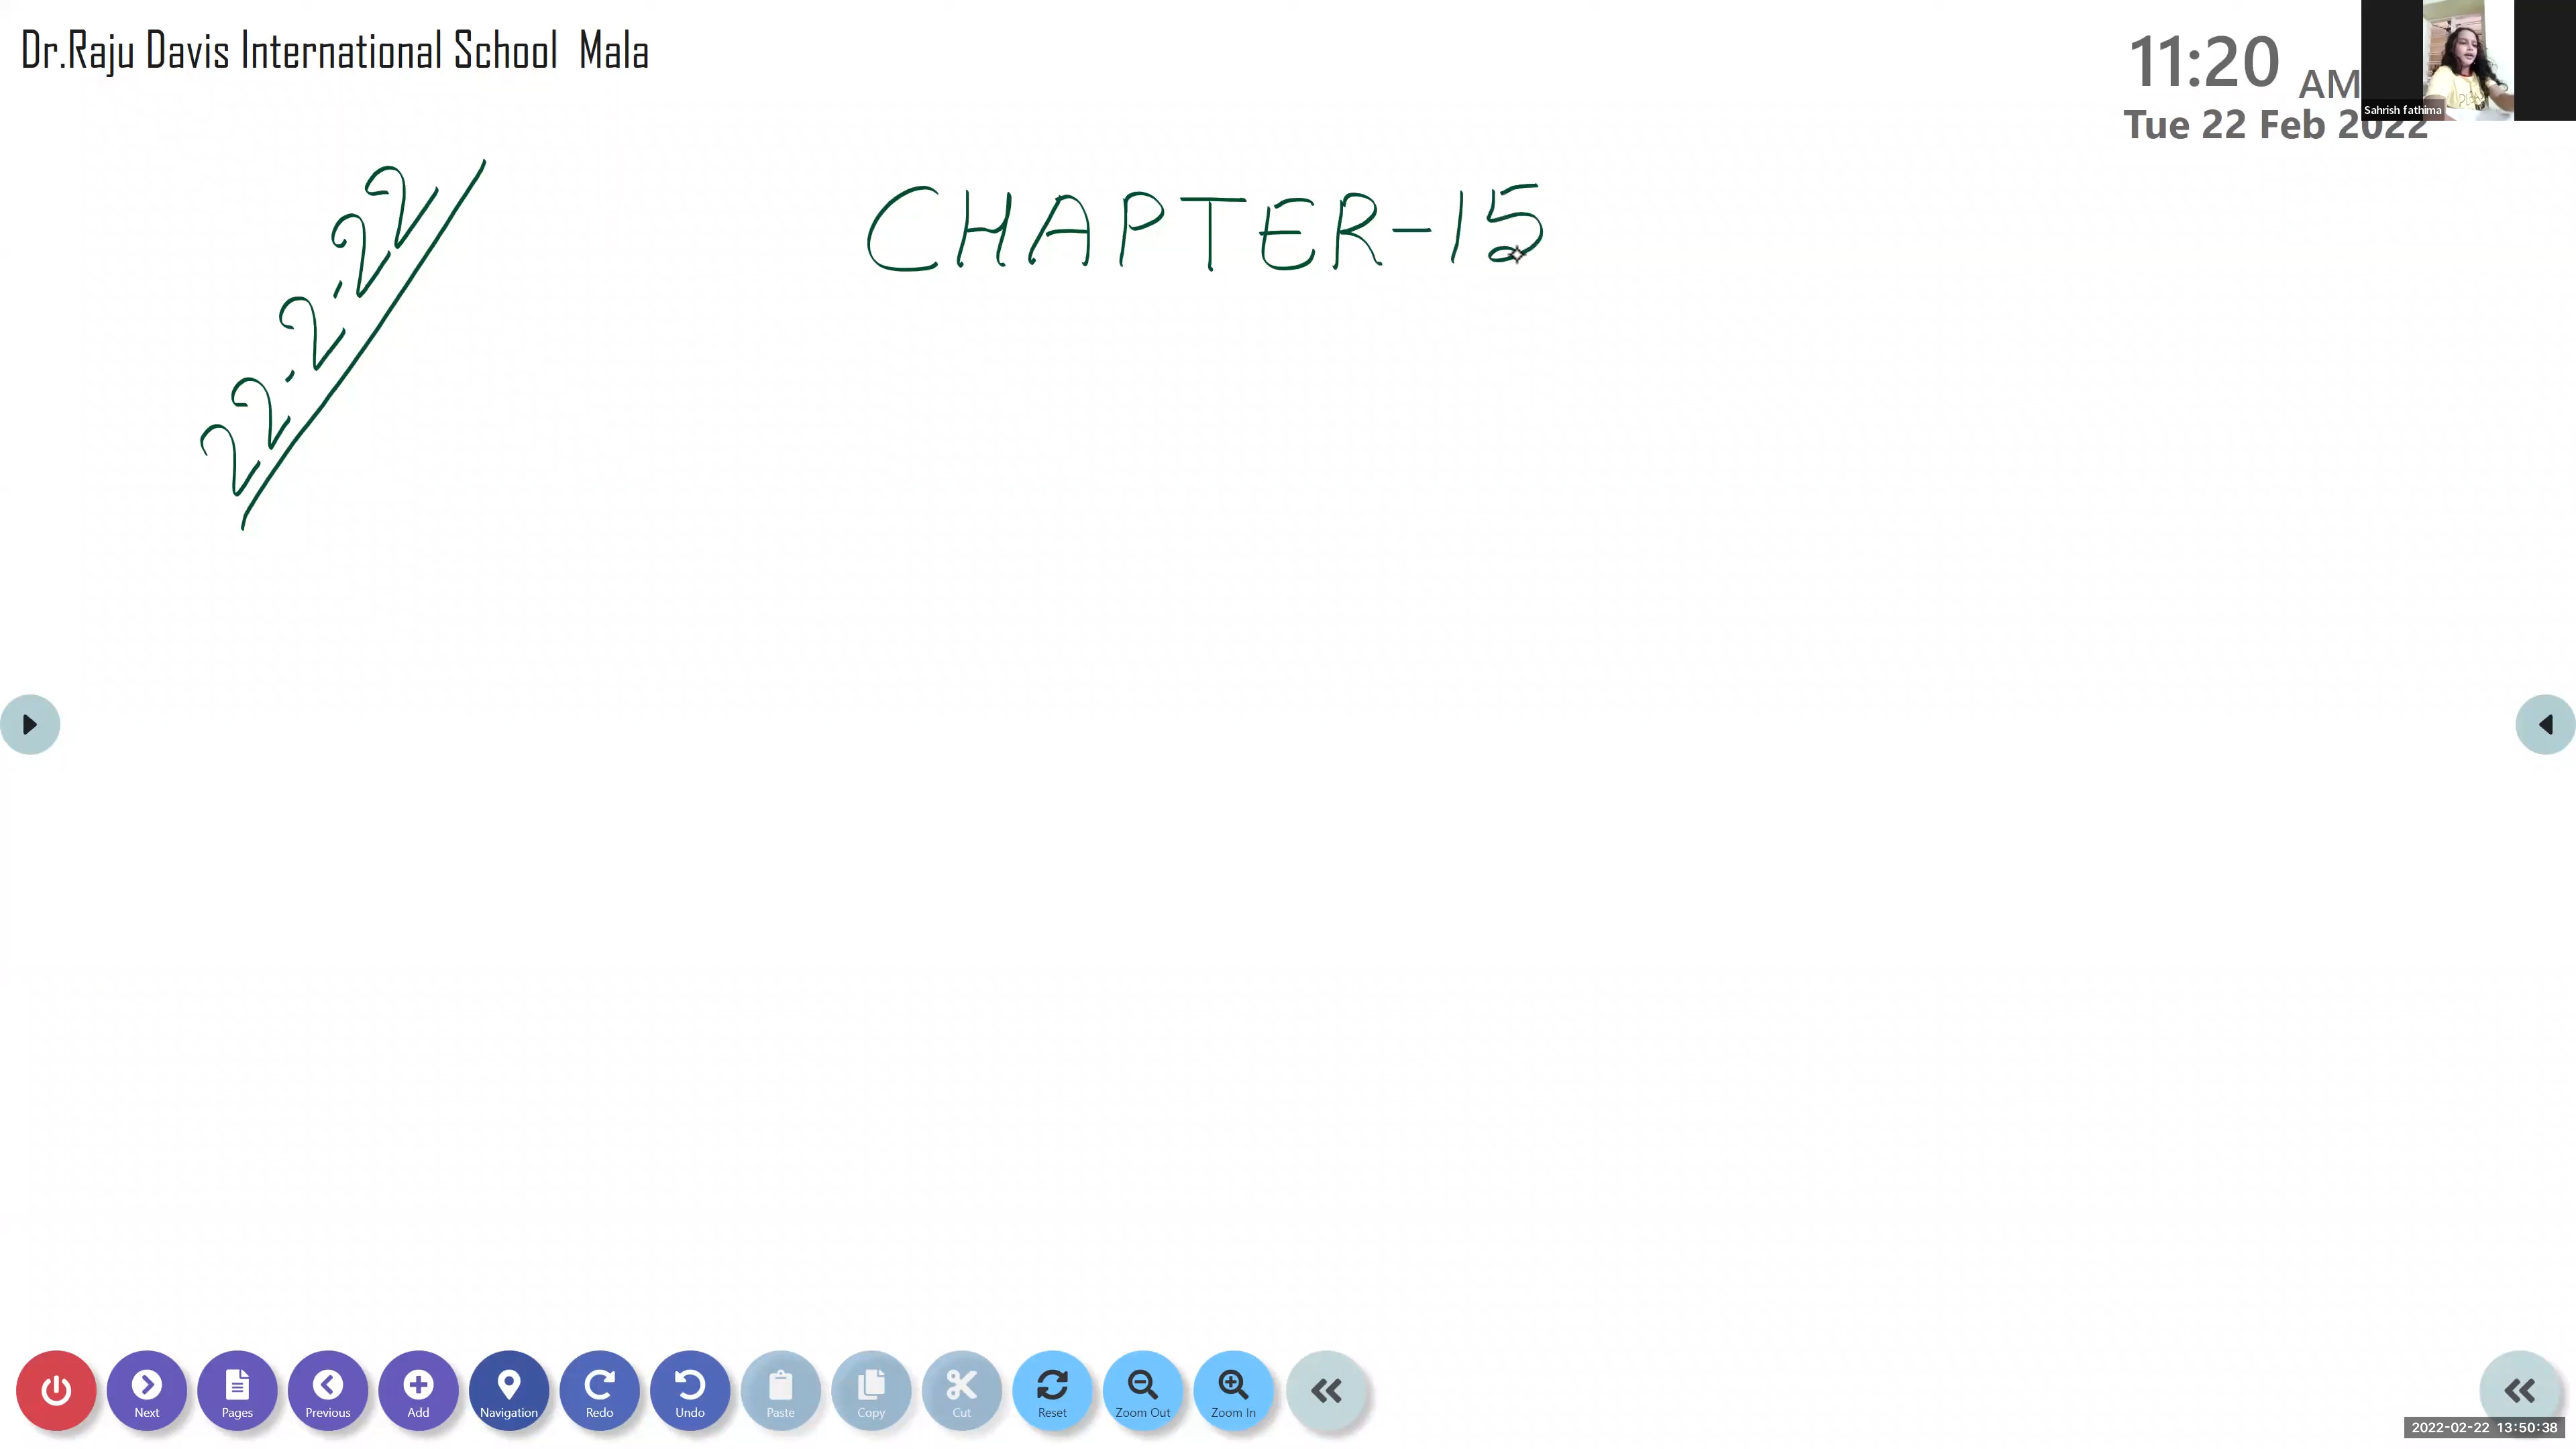 Dr.Raju Davis International School Mala
11:20 AM
Tue 22 Feb 2022
Sahrish fathima
22.2.22
CHAPTER-15
Next
Pages
Previous
Add
Navigation
Redo
Undo
Paste
Copy
Cut
Reset
Zoom Out
Zoom In
2022-02-22 13:50:38